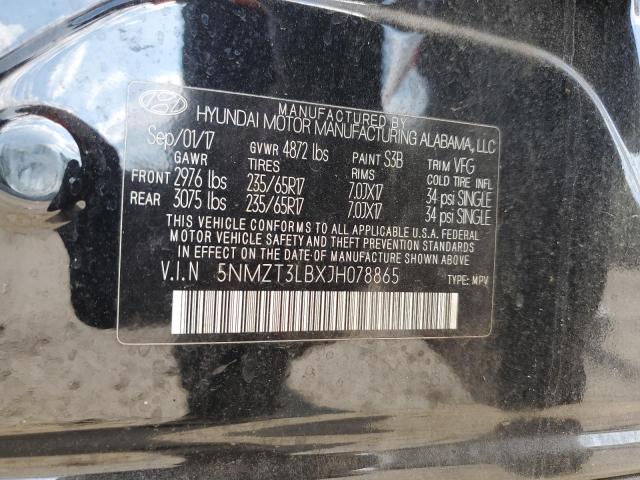 MANUFACTURED BY
HYUNDAI MOTOR MANUFACTURING ALABAMA, LLC
Sep/01/17 GVWR 4872 lbs PAINT S3B TRIM VFG
GAWR TIRES RIMS COLD TIRE INFL
FRONT 2976 lbs 235/65R17 7.0JX17 34 psi SINGLE
REAR 3075 lbs 235/65R17 7.0JX17 34 psi SINGLE
THIS VEHICLE CONFORMS TO ALL APPLICABLE U.S.A. FEDERAL
MOTOR VEHICLE SAFETY BUMPER AND THEFT PREVENTION STANDARDS
IN EFFECT ON THE DATE OF MANUFACTURE SHOWN ABOVE.
V.I.N 5NMZT3LBXJH078865 TYPE: MPV